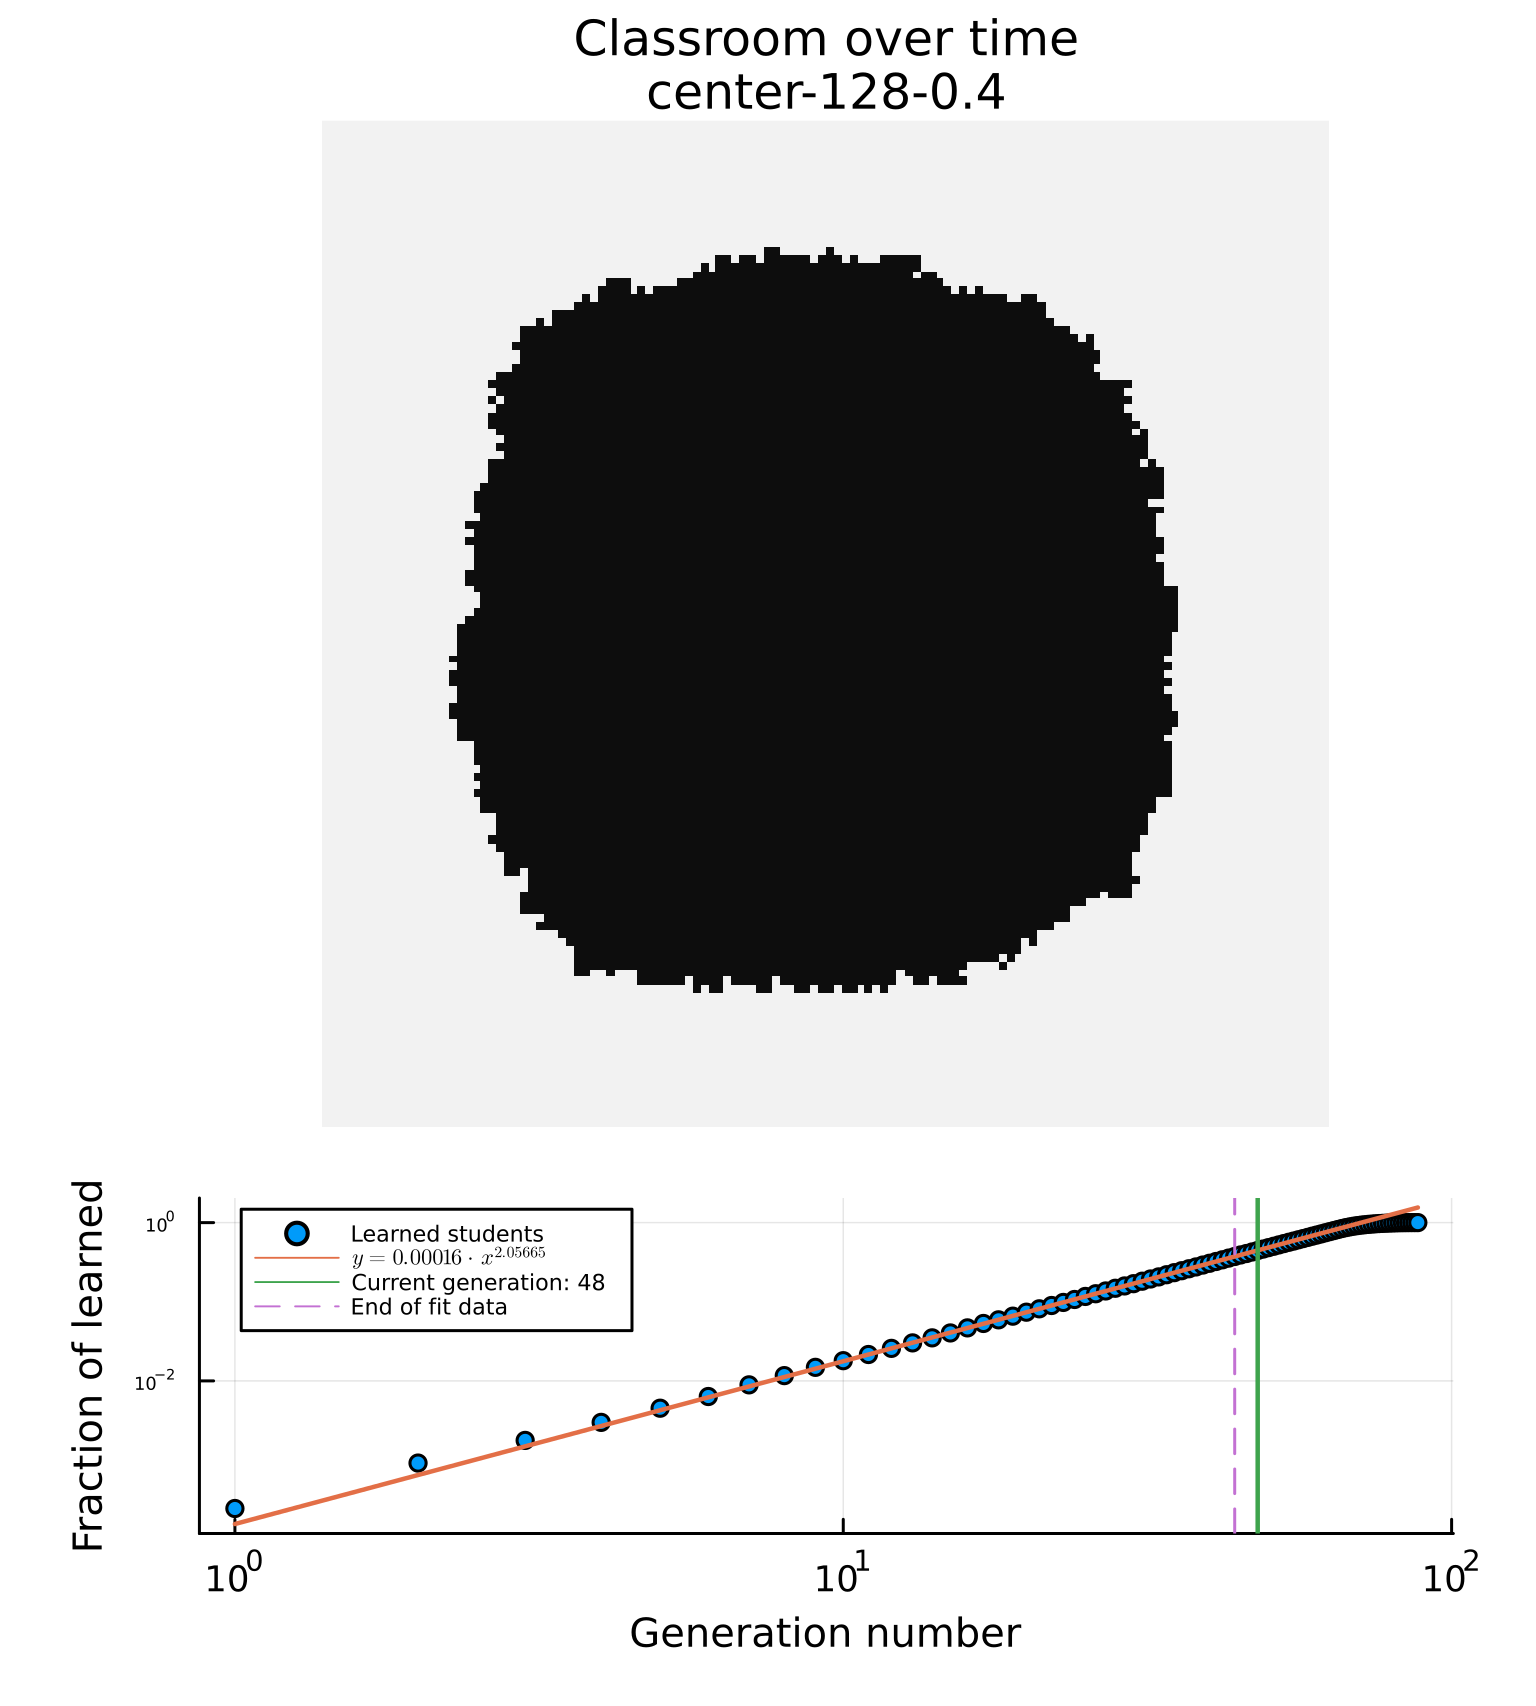 Classroom over time
center-128-0.4
Fraction of learned
10⁰
10⁻²
Learned students
y = 0.00016 · x^2.05665
Current generation: 48
End of fit data
10⁰ 10¹ 10²
Generation number